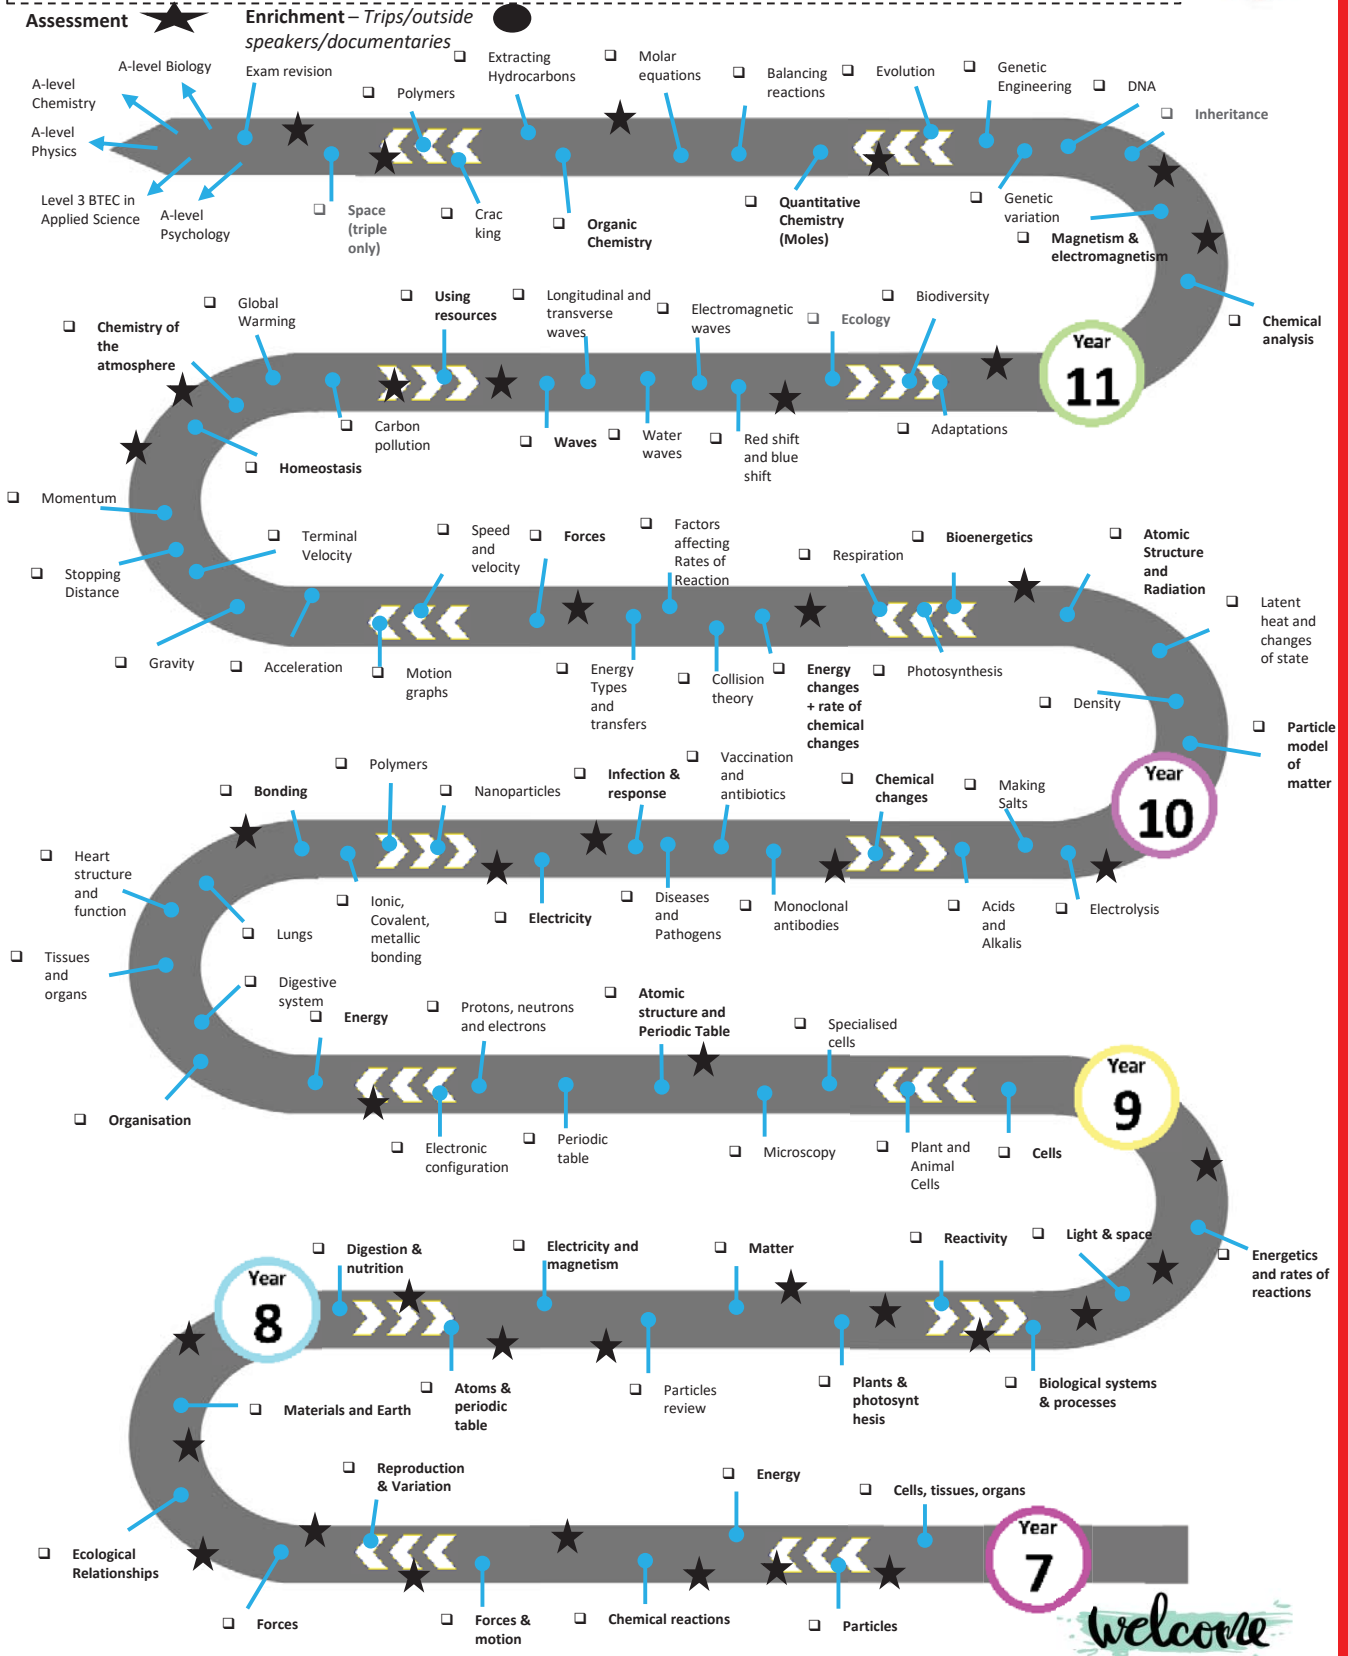 Assessment
Enrichment – Trips/outside
speakers/documentaries
A-level Biology
Exam revision
A-level
Chemistry
A-level
Physics
Level 3 BTEC in
Applied Science
A-level
Psychology
Polymers
Extracting
Hydrocarbons
Molar
equations
Balancing
reactions
Evolution
Genetic
Engineering
DNA
Inheritance
Space
(triple
only)
Crac
king
Organic
Chemistry
Quantitative
Chemistry
(Moles)
Genetic
variation
Magnetism &
electromagnetism
Chemical
analysis
Year
11
Chemistry of
the
atmosphere
Global
Warming
Using
resources
Longitudinal and
transverse
waves
Electromagnetic
waves
Ecology
Biodiversity
Carbon
pollution
Homeostasis
Waves
Water
waves
Red shift
and blue
shift
Adaptations
Momentum
Stopping
Distance
Terminal
Velocity
Speed
and
velocity
Forces
Factors
affecting
Rates of
Reaction
Respiration
Bioenergetics
Atomic
Structure
and
Radiation
Latent
heat and
changes
of state
Gravity
Acceleration
Motion
graphs
Energy
Types
and
transfers
Collision
theory
Energy
changes
+ rate of
chemical
changes
Photosynthesis
Density
Particle
model
of
matter
Year
10
Bonding
Polymers
Nanoparticles
Infection &
response
Vaccination
and
antibiotics
Chemical
changes
Making
Salts
Heart
structure
and
function
Lungs
Ionic,
Covalent,
metallic
bonding
Electricity
Diseases
and
Pathogens
Monoclonal
antibodies
Acids
and
Alkalis
Electrolysis
Tissues
and
organs
Digestive
system
Energy
Protons, neutrons
and electrons
Atomic
structure and
Periodic Table
Specialised
cells
Organisation
Electronic
configuration
Periodic
table
Microscopy
Plant and
Animal
Cells
Cells
Year
9
Digestion &
nutrition
Electricity and
magnetism
Matter
Reactivity
Light & space
Energetics
and rates of
reactions
Year
8
Materials and Earth
Atoms &
periodic
table
Particles
review
Plants &
photosynt
hesis
Biological systems
& processes
Reproduction
& Variation
Energy
Cells, tissues, organs
Year
7
Ecological
Relationships
Forces
Forces &
motion
Chemical reactions
Particles
welcome